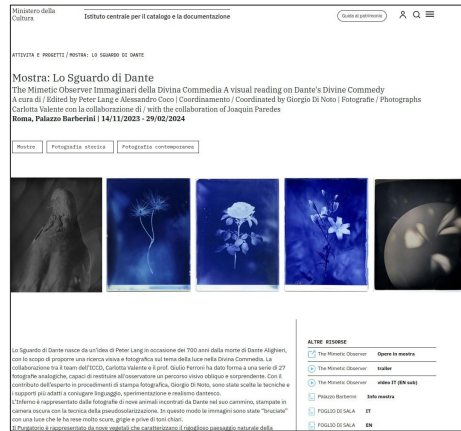 Ministero della
Cultura
Istituto centrale per il catalogo e la documentazione
Guida al patrimonio
ATTIVITÀ E PROGETTI / MOSTRA: LO SGUARDO DI DANTE
Mostra: Lo Sguardo di Dante
The Mimetic Observer Immaginari della Divina Commedia A visual reading on Dante's Divine Commedy
A cura di / Edited by Peter Lang e Alessandro Coco | Coordinamento / Coordinated by Giorgio Di Noto | Fotografie / Photographs
Carlotta Valente con la collaborazione di / with the collaboration of Joaquin Paredes
Roma, Palazzo Barberini | 14/11/2023 - 29/02/2024
Mostre
Fotografia storica
Fotografia contemporanea
Lo Sguardo di Dante nasce da un'idea di Peter Lang in occasione dei 700 anni dalla morte di Dante Alighieri,
con lo scopo di proporre una ricerca visiva e fotografica sul tema della luce nella Divina Commedia. La
collaborazione tra il team dell'ICCD, Carlotta Valente e il prof. Giulio Ferroni ha dato forma a una serie di 27
fotografie analogiche, capaci di restituire all'osservatore un percorso visivo obliquo e sorprendente. Con il
contributo dell'esperto in procedimenti di stampa fotografica, Giorgio Di Noto, sono state scelte le tecniche e
i supporti più adatti a coniugare linguaggio, sperimentazione e realismo dantesco.
L'Inferno è rappresentato dalle fotografie di nove animali incontrati da Dante nel suo cammino, stampate in
camera oscura con la tecnica della pseudosolarizzazione. In questo modo le immagini sono state "bruciate"
con una luce che le ha rese molto scure, grigie e prive di toni chiari.
Il Purgatorio è rappresentato da nove vegetali che caratterizzano il rigoglioso paesaggio naturale della
ALTRE RISORSE
The Mimetic Observer Opere in mostra
The Mimetic Observer trailer
The Mimetic Observer video IT (EN sub)
Palazzo Barberini Info mostra
FOGLIO DI SALA IT
FOGLIO DI SALA EN